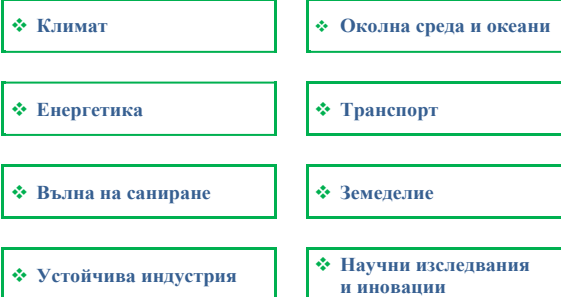 ❖ Климат
❖ Околна среда и океани
❖ Енергетика
❖ Транспорт
❖ Вълна на саниране
❖ Земеделие
❖ Устойчива индустрия
❖ Научни изследвания
и иновации